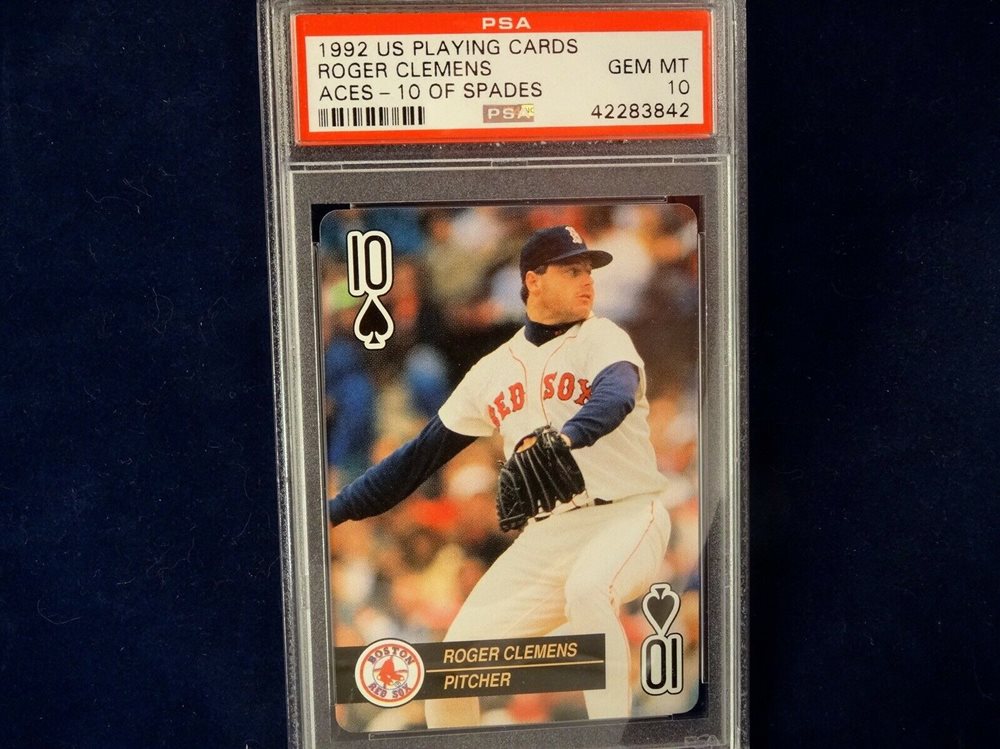 PSA
1992 US PLAYING CARDS
ROGER CLEMENS
GEM MT
ACES - 10 OF SPADES
10
PSA
42283842
10
RED SOX
BOSTON
RED SOX
ROGER CLEMENS
PITCHER
10